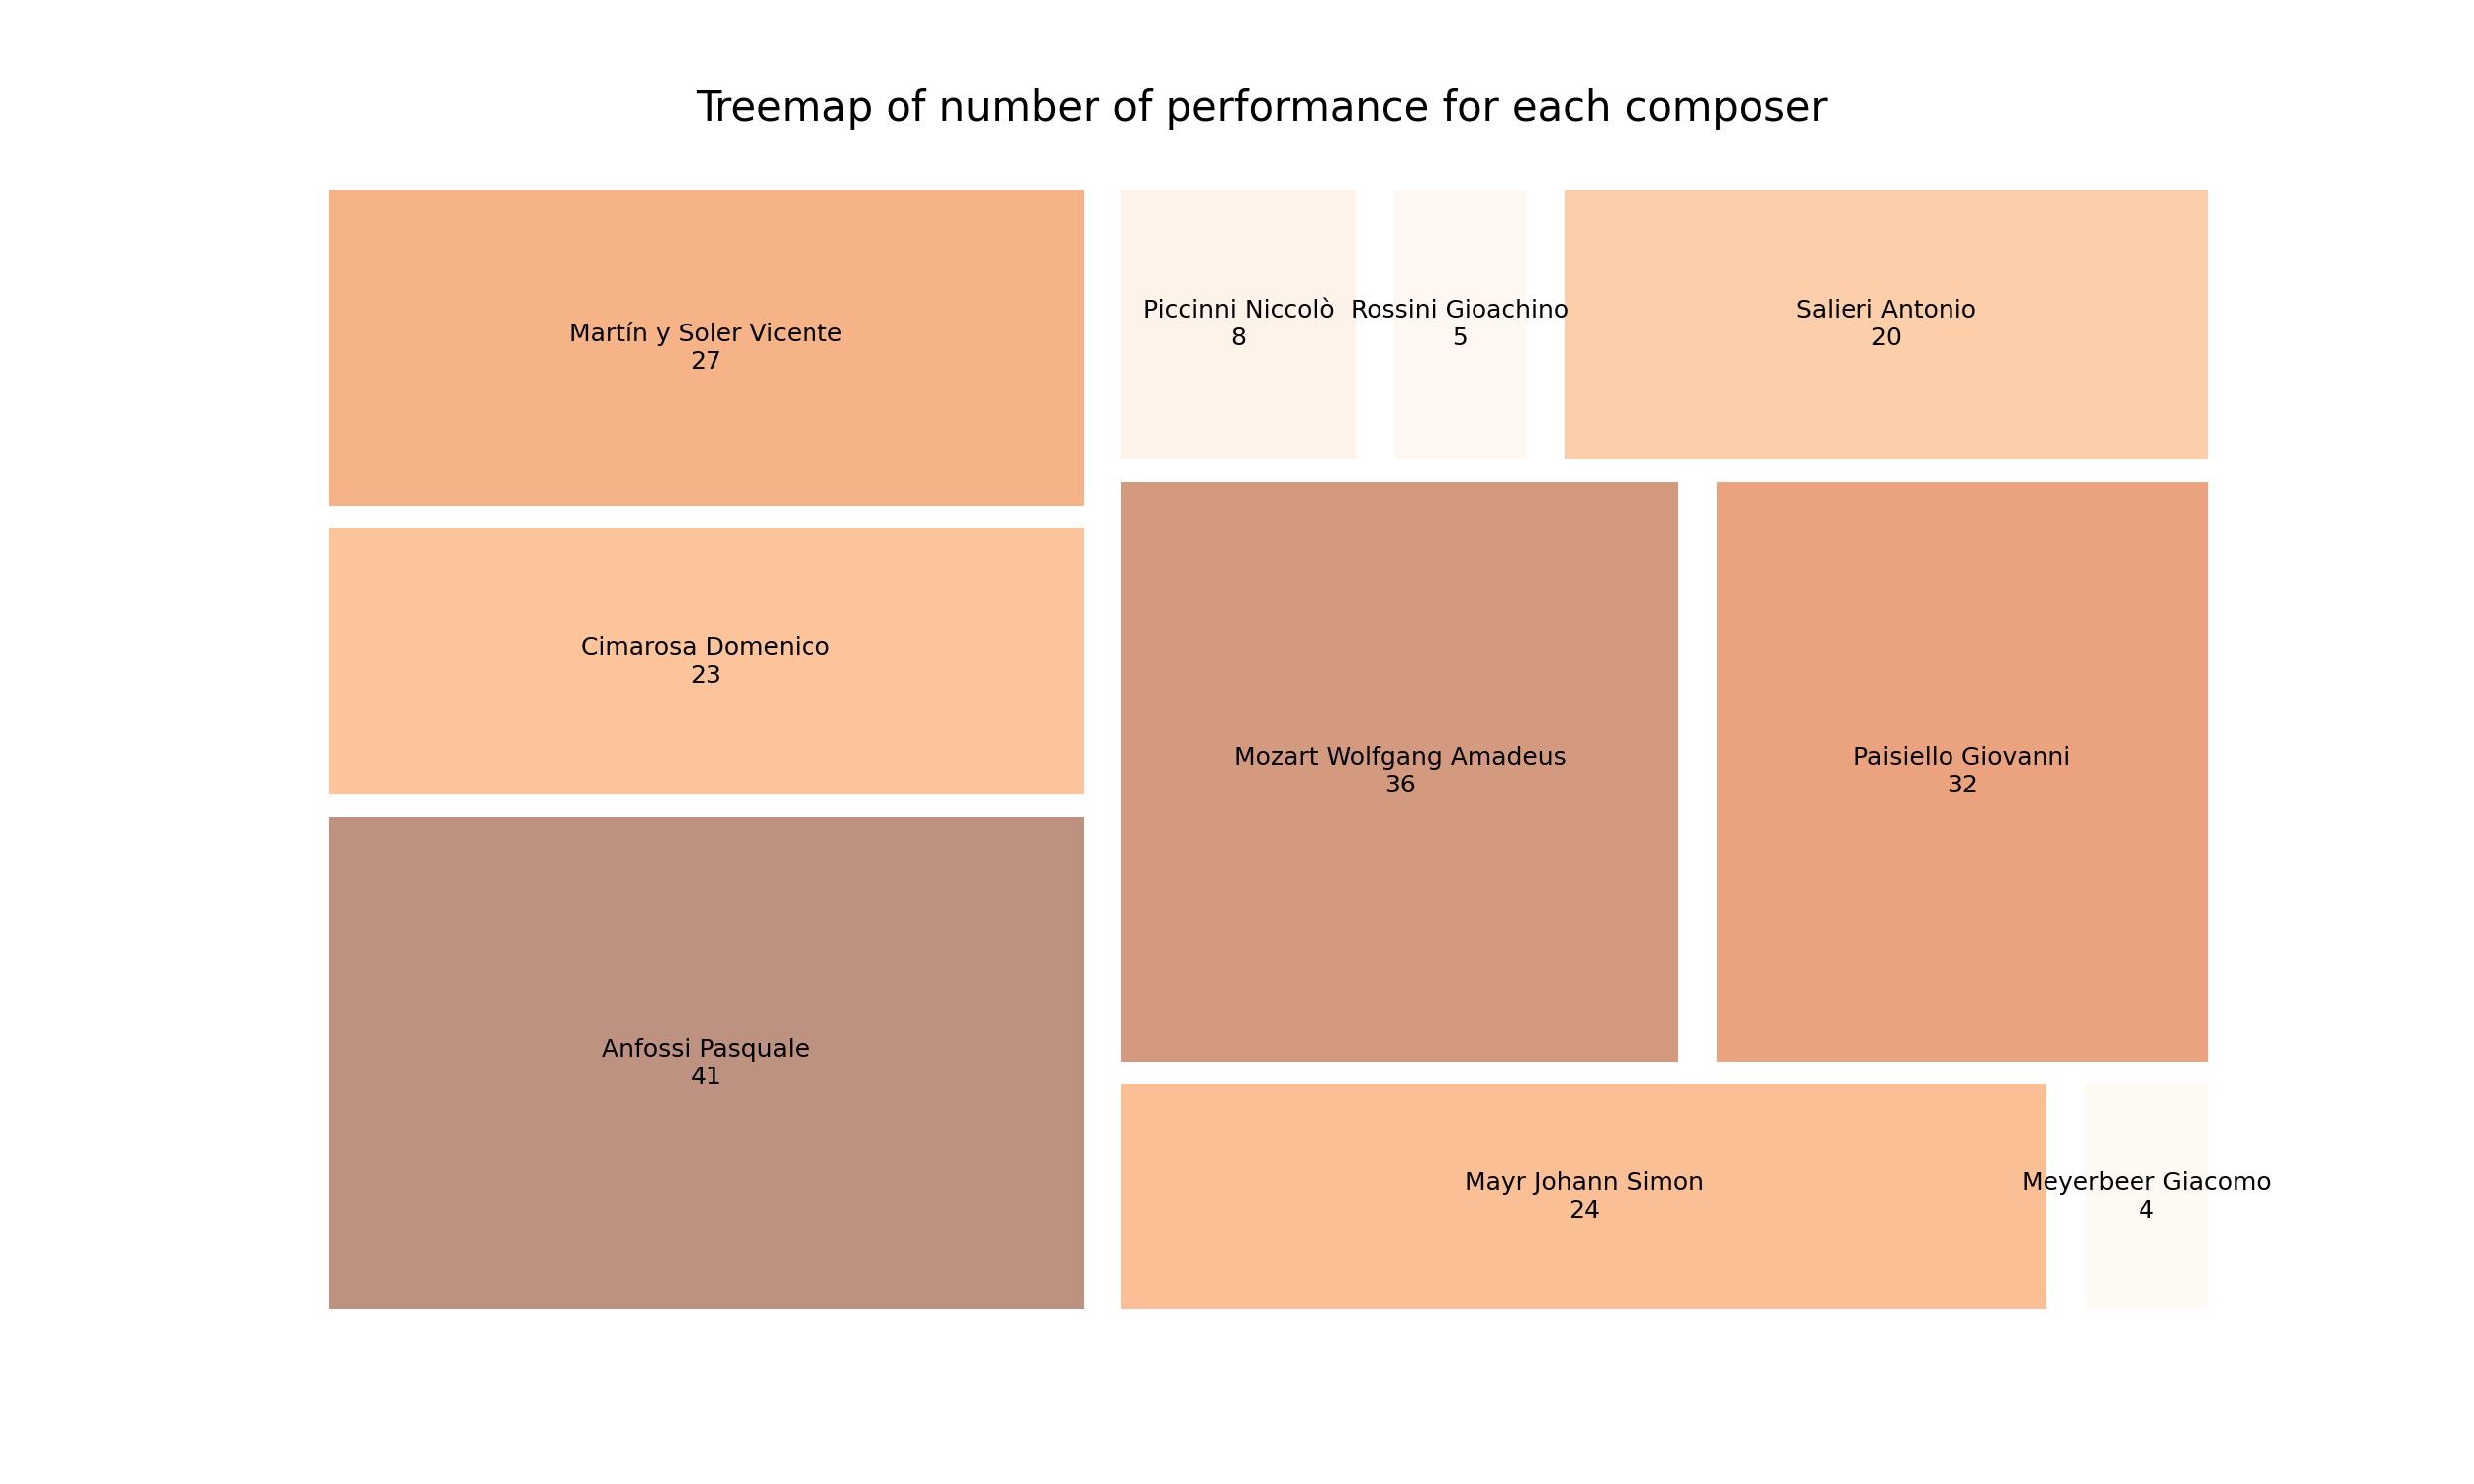 Treemap of number of performance for each composer
Martín y Soler Vicente
27
Piccinni Niccolò
8
Rossini Gioachino
5
Salieri Antonio
20
Cimarosa Domenico
23
Mozart Wolfgang Amadeus
36
Paisiello Giovanni
32
Anfossi Pasquale
41
Mayr Johann Simon
24
Meyerbeer Giacomo
4